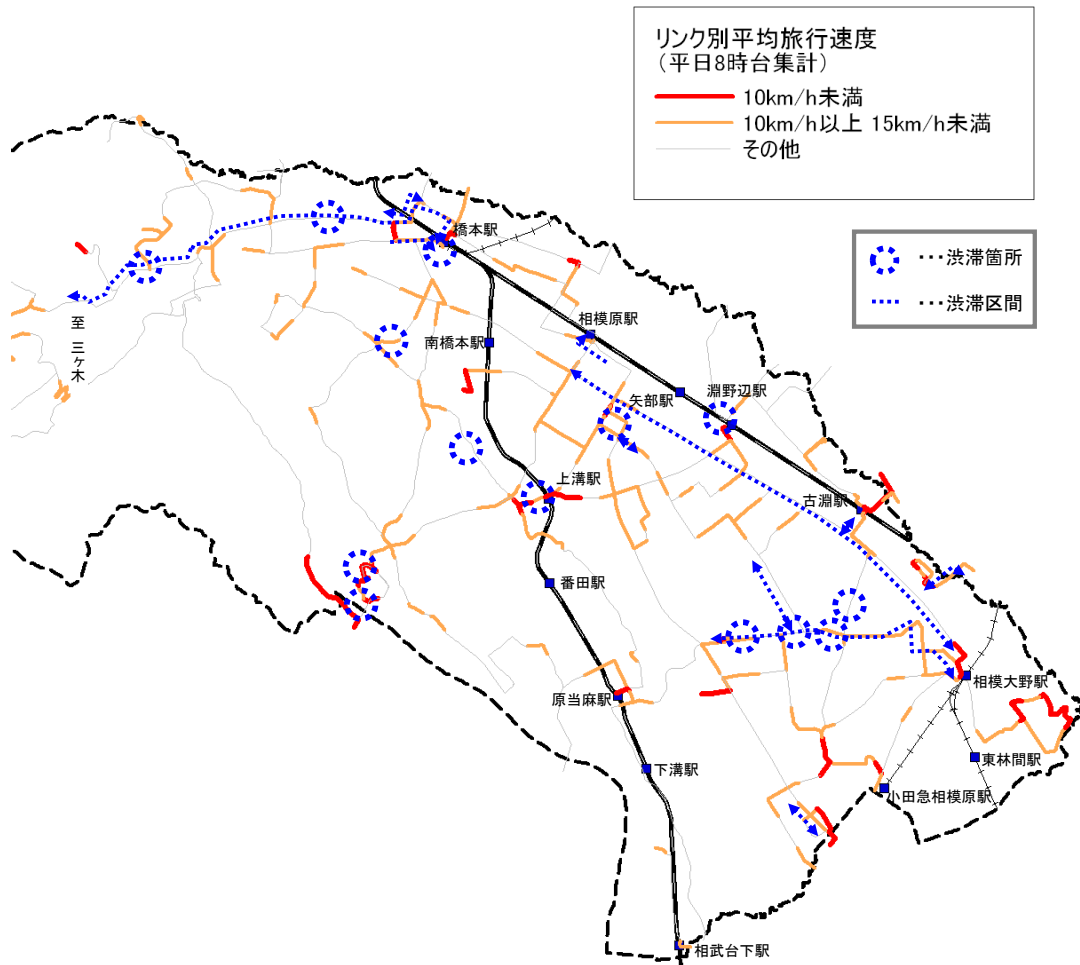 リンク別平均旅行速度
（平日8時台集計）
10km/h未満
10km/h以上 15km/h未満
その他
･･･渋滞箇所
･･･渋滞区間
橋本駅
相模原駅
南橋本駅
至 三ヶ木
矢部駅
淵野辺駅
上溝駅
古淵駅
番田駅
相模大野駅
原当麻駅
東林間駅
下溝駅
小田急相模原駅
相武台下駅